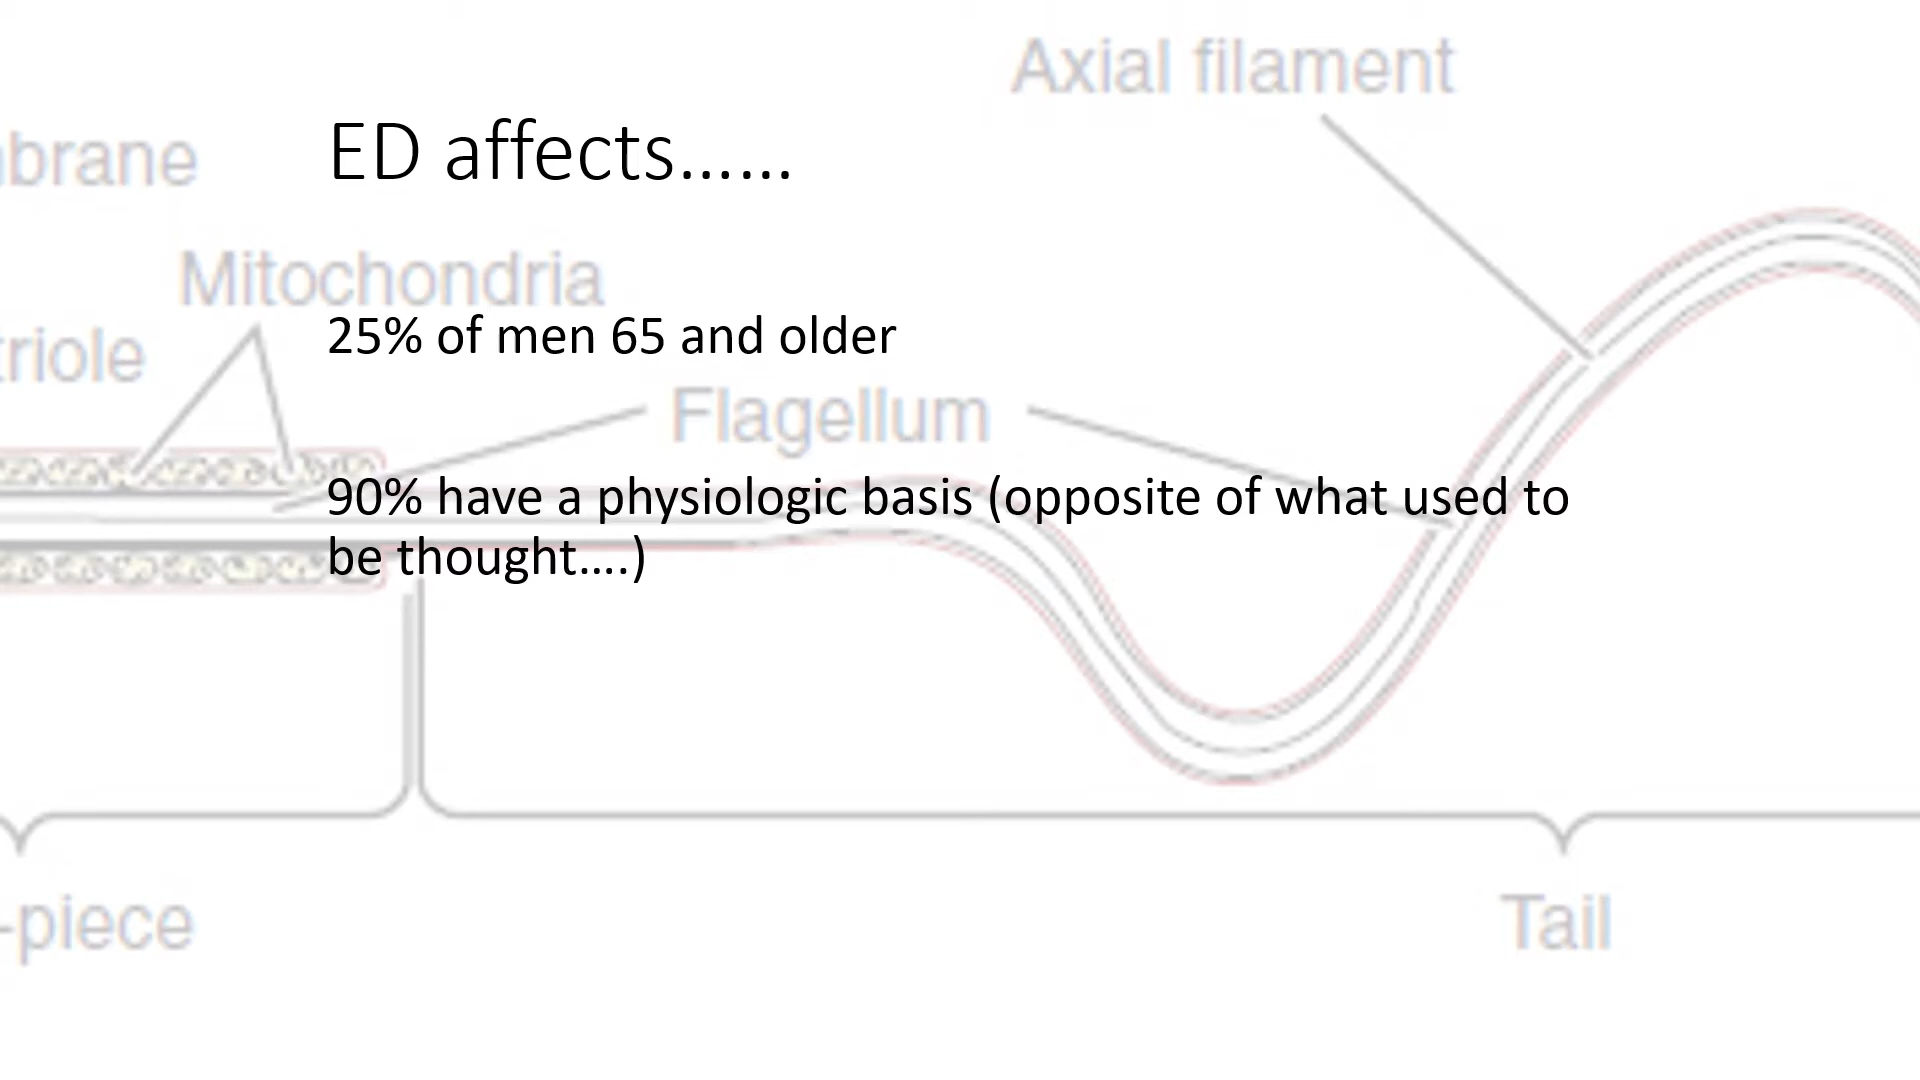 Axial filament
ED affects......
brane
Mitochondria
25% of men 65 and older
triole
Flagellum
90% have a physiologic basis (opposite of what used to
be thought....)
-piece
Tail